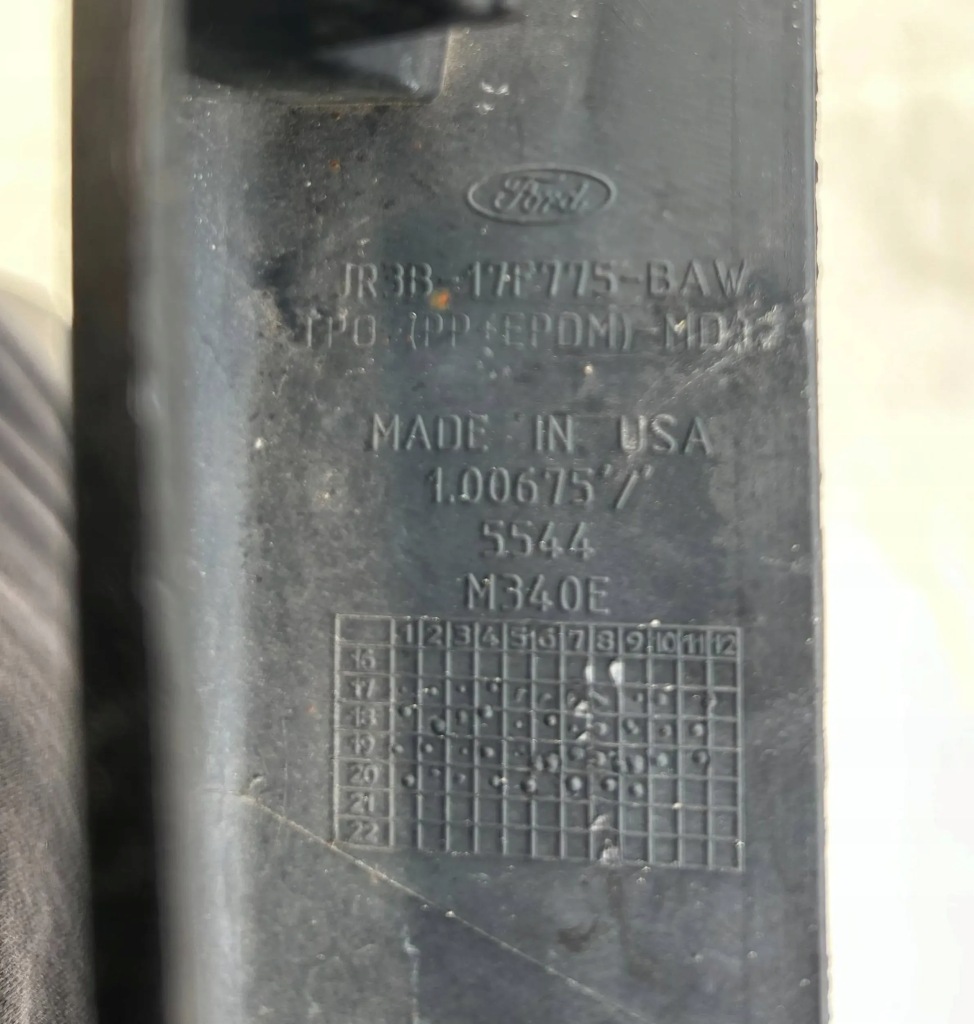 Ford
JR3B-17F775-BAW
TPO (PP+EPDM)
MADE IN USA
1.00675"/"
5544
M340E
1 2 3 4 5 6 7 8 9 10 11 12
16
17
18
19
20
21
22